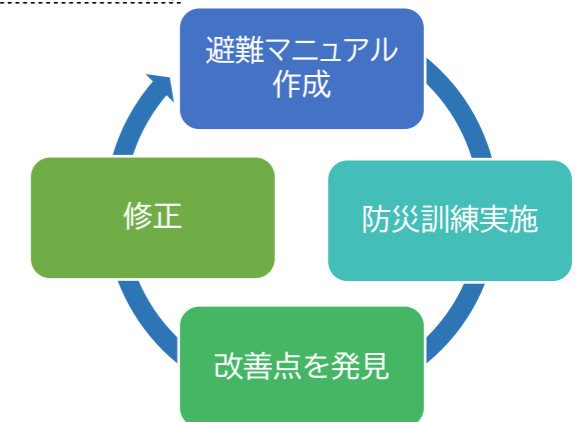 避難マニュアル
作成
防災訓練実施
改善点を発見
修正